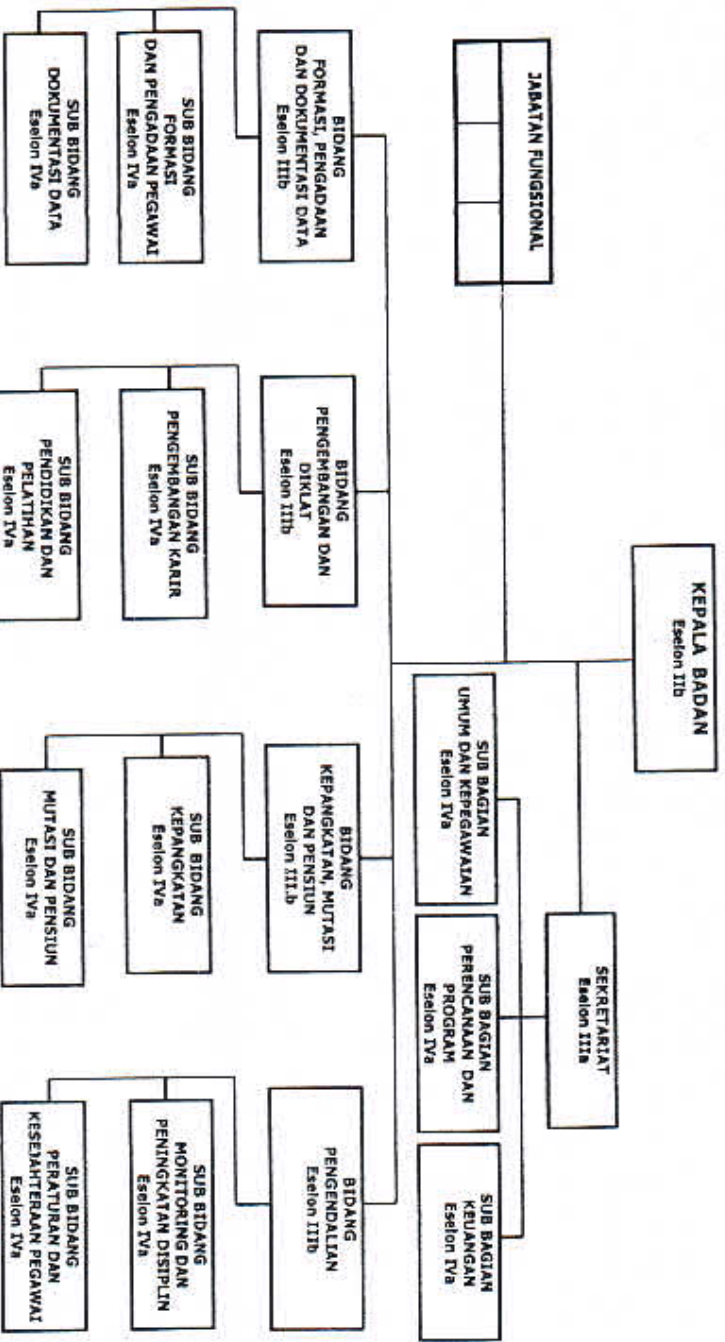 KEPALA BADAN
Eselon IIb
JABATAN FUNGSIONAL
SEKRETARIAT
Eselon IIIa
SUB BAGIAN
UMUM DAN KEPEGAWAIAN
Eselon IVa
SUB BAGIAN
PERENCANAAN DAN
PROGRAM
Eselon IVa
SUB BAGIAN
KEUANGAN
Eselon IVa
BIDANG
FORMASI, PENGADAAN
DAN DOKUMENTASI DATA
Eselon IIIb
BIDANG
PENGEMBANGAN DAN
DIKLAT
Eselon IIIb
BIDANG
KEPANGKATAN, MUTASI
DAN PENSIUN
Eselon III.b
BIDANG
PENGENDALIAN
Eselon IIIb
SUB BIDANG
FORMASI
DAN PENGADAAN PEGAWAI
Eselon IVa
SUB BIDANG
PENGEMBANGAN KARIR
Eselon IVa
SUB BIDANG
KEPANGKATAN
Eselon IVa
SUB BIDANG
MONITORING DAN
PENINGKATAN DISIPLIN
Eselon IVa
SUB BIDANG
DOKUMENTASI DATA
Eselon IVa
SUB BIDANG
PENDIDIKAN DAN
PELATIHAN
Eselon IVa
SUB BIDANG
MUTASI DAN PENSIUN
Eselon IVa
SUB BIDANG
PERATURAN DAN
KESEJAHTERAAN PEGAWAI
Eselon IVa